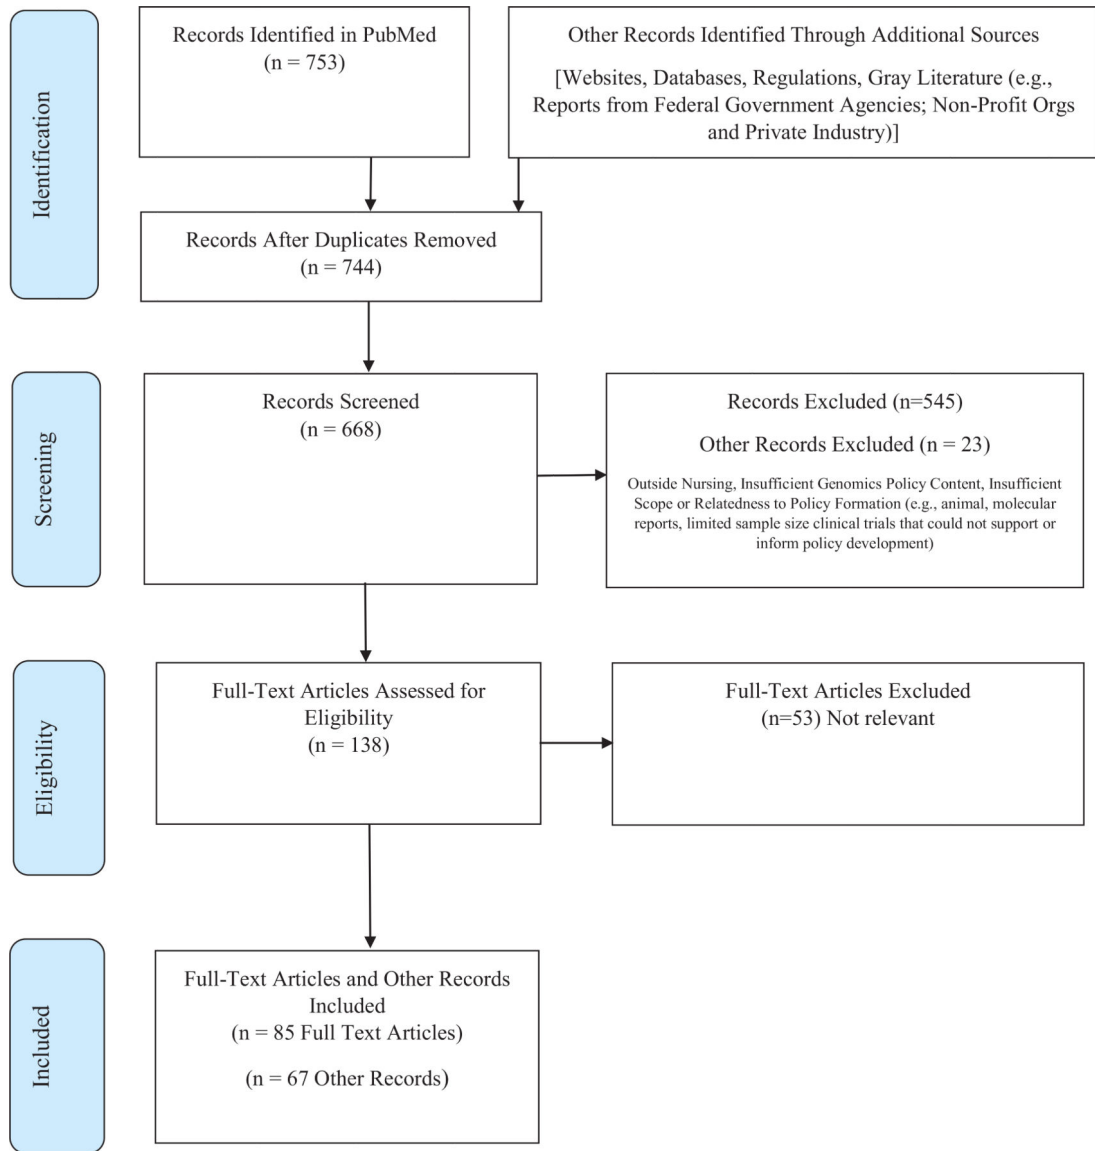 Identification
Records Identified in PubMed
(n = 753)
Other Records Identified Through Additional Sources
[Websites, Databases, Regulations, Gray Literature (e.g.,
Reports from Federal Government Agencies; Non-Profit Orgs
and Private Industry)]
Records After Duplicates Removed
(n = 744)
Screening
Records Screened
(n = 668)
Records Excluded (n=545)
Other Records Excluded (n = 23)
Outside Nursing, Insufficient Genomics Policy Content, Insufficient
Scope or Relatedness to Policy Formation (e.g., animal, molecular
reports, limited sample size clinical trials that could not support or
inform policy development)
Eligibility
Full-Text Articles Assessed for
Eligibility
(n = 138)
Full-Text Articles Excluded
(n=53) Not relevant
Included
Full-Text Articles and Other Records
Included
(n = 85 Full Text Articles)
(n = 67 Other Records)